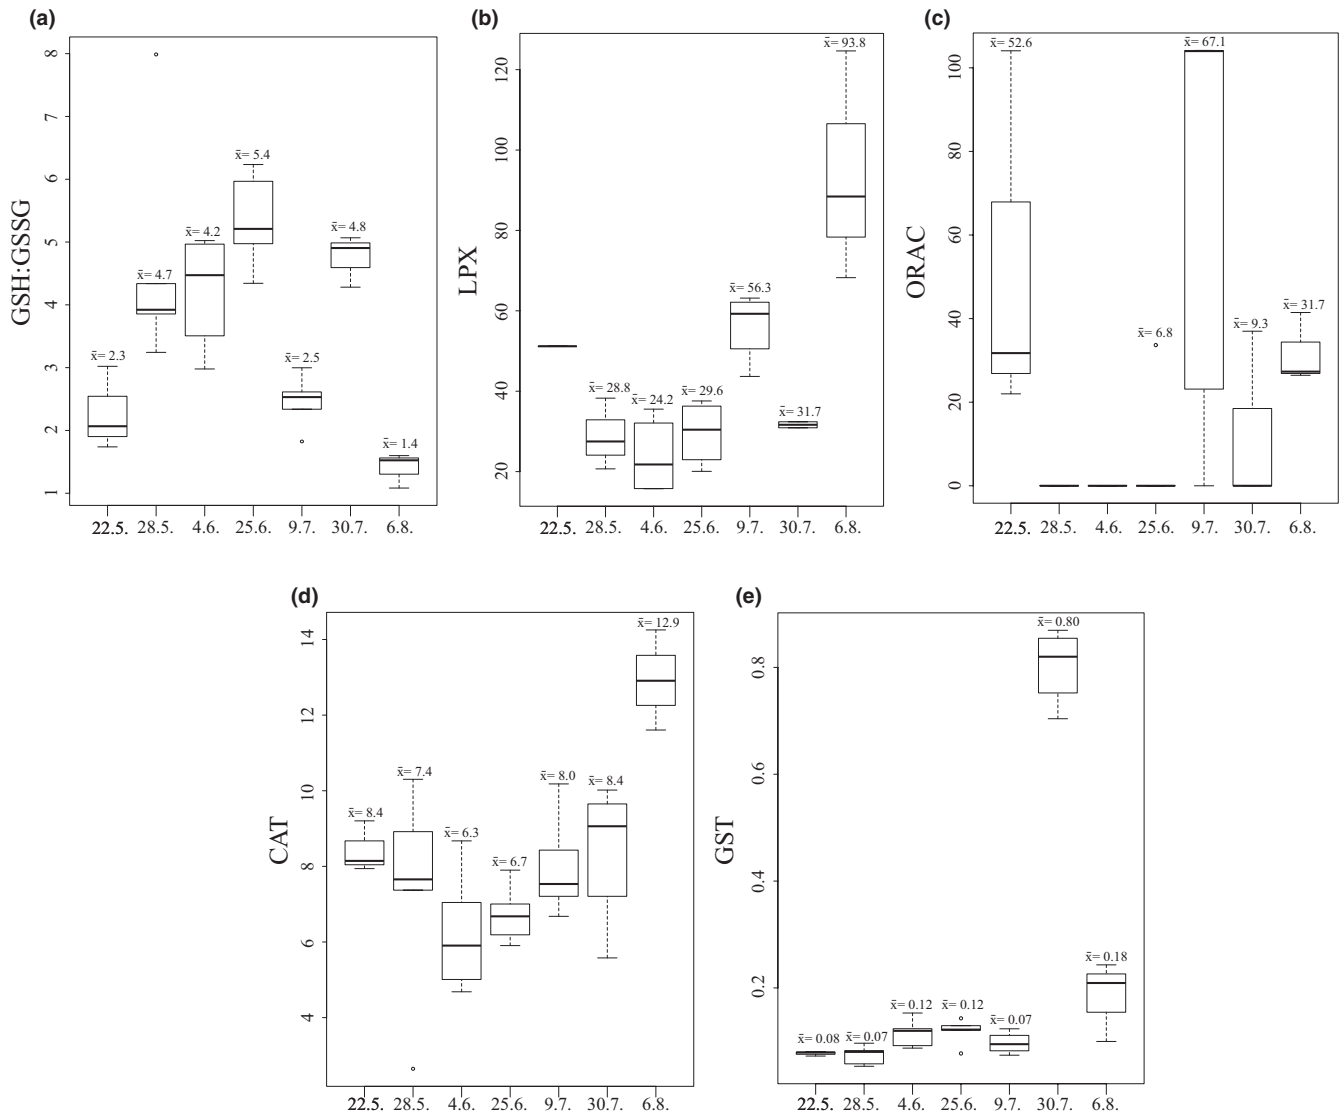 (a)
GSH:GSSG
8
7
6
5
4
3
2
1
x̄= 2.3
x̄= 4.7
x̄= 4.2
x̄= 5.4
x̄= 2.5
x̄= 4.8
x̄= 1.4
22.5. 28.5. 4.6. 25.6. 9.7. 30.7. 6.8.
(b)
LPX
120
100
80
60
40
20
x̄= 28.8
x̄= 24.2
x̄= 29.6
x̄= 56.3
x̄= 31.7
x̄= 93.8
22.5. 28.5. 4.6. 25.6. 9.7. 30.7. 6.8.
(c)
ORAC
100
80
60
40
20
0
x̄= 52.6
x̄= 6.8
x̄= 67.1
x̄= 9.3
x̄= 31.7
22.5. 28.5. 4.6. 25.6. 9.7. 30.7. 6.8.
(d)
CAT
14
12
10
8
6
4
x̄= 8.4
x̄= 7.4
x̄= 6.3
x̄= 6.7
x̄= 8.0
x̄= 8.4
x̄= 12.9
22.5. 28.5. 4.6. 25.6. 9.7. 30.7. 6.8.
(e)
GST
0.8
0.6
0.4
0.2
x̄= 0.08
x̄= 0.07
x̄= 0.12
x̄= 0.12
x̄= 0.07
x̄= 0.80
x̄= 0.18
22.5. 28.5. 4.6. 25.6. 9.7. 30.7. 6.8.